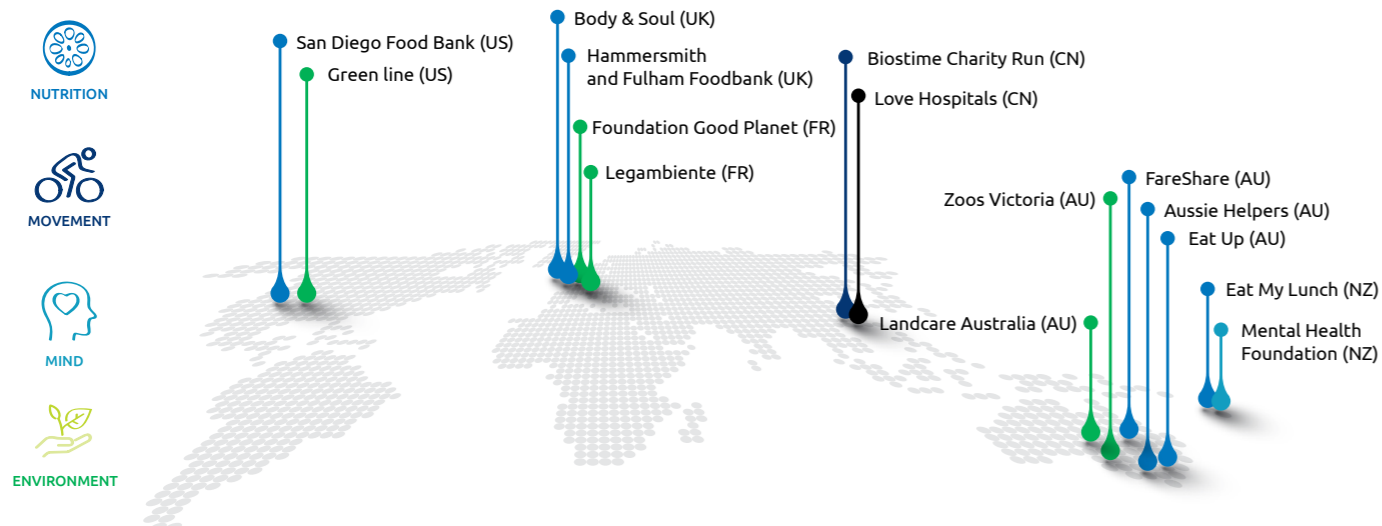 NUTRITION
MOVEMENT
MIND
ENVIRONMENT
San Diego Food Bank (US)
Green line (US)
Body & Soul (UK)
Hammersmith
and Fulham Foodbank (UK)
Foundation Good Planet (FR)
Legambiente (FR)
Biostime Charity Run (CN)
Love Hospitals (CN)
Zoos Victoria (AU)
FareShare (AU)
Aussie Helpers (AU)
Eat Up (AU)
Landcare Australia (AU)
Eat My Lunch (NZ)
Mental Health
Foundation (NZ)